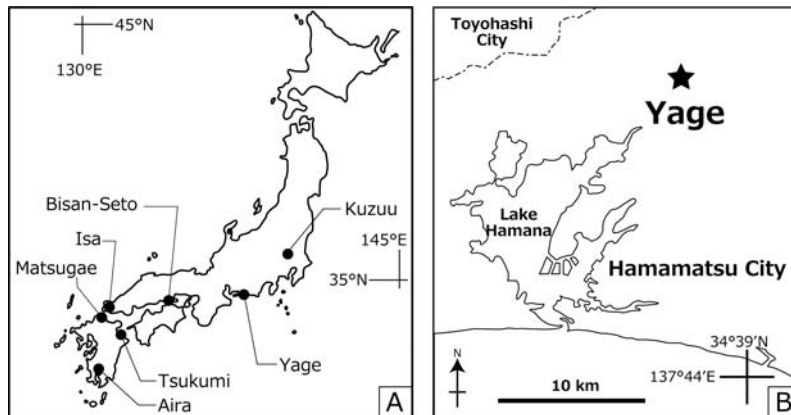 45°N
130°E
Bisan-Seto
Isa
Matsugae
Kuzuu
145°E
35°N
Yage
Tsukumi
Aira
A
Toyohashi
City
Yage
Lake
Hamana
Hamamatsu City
34°39′N
137°44′E
N
10 km
B